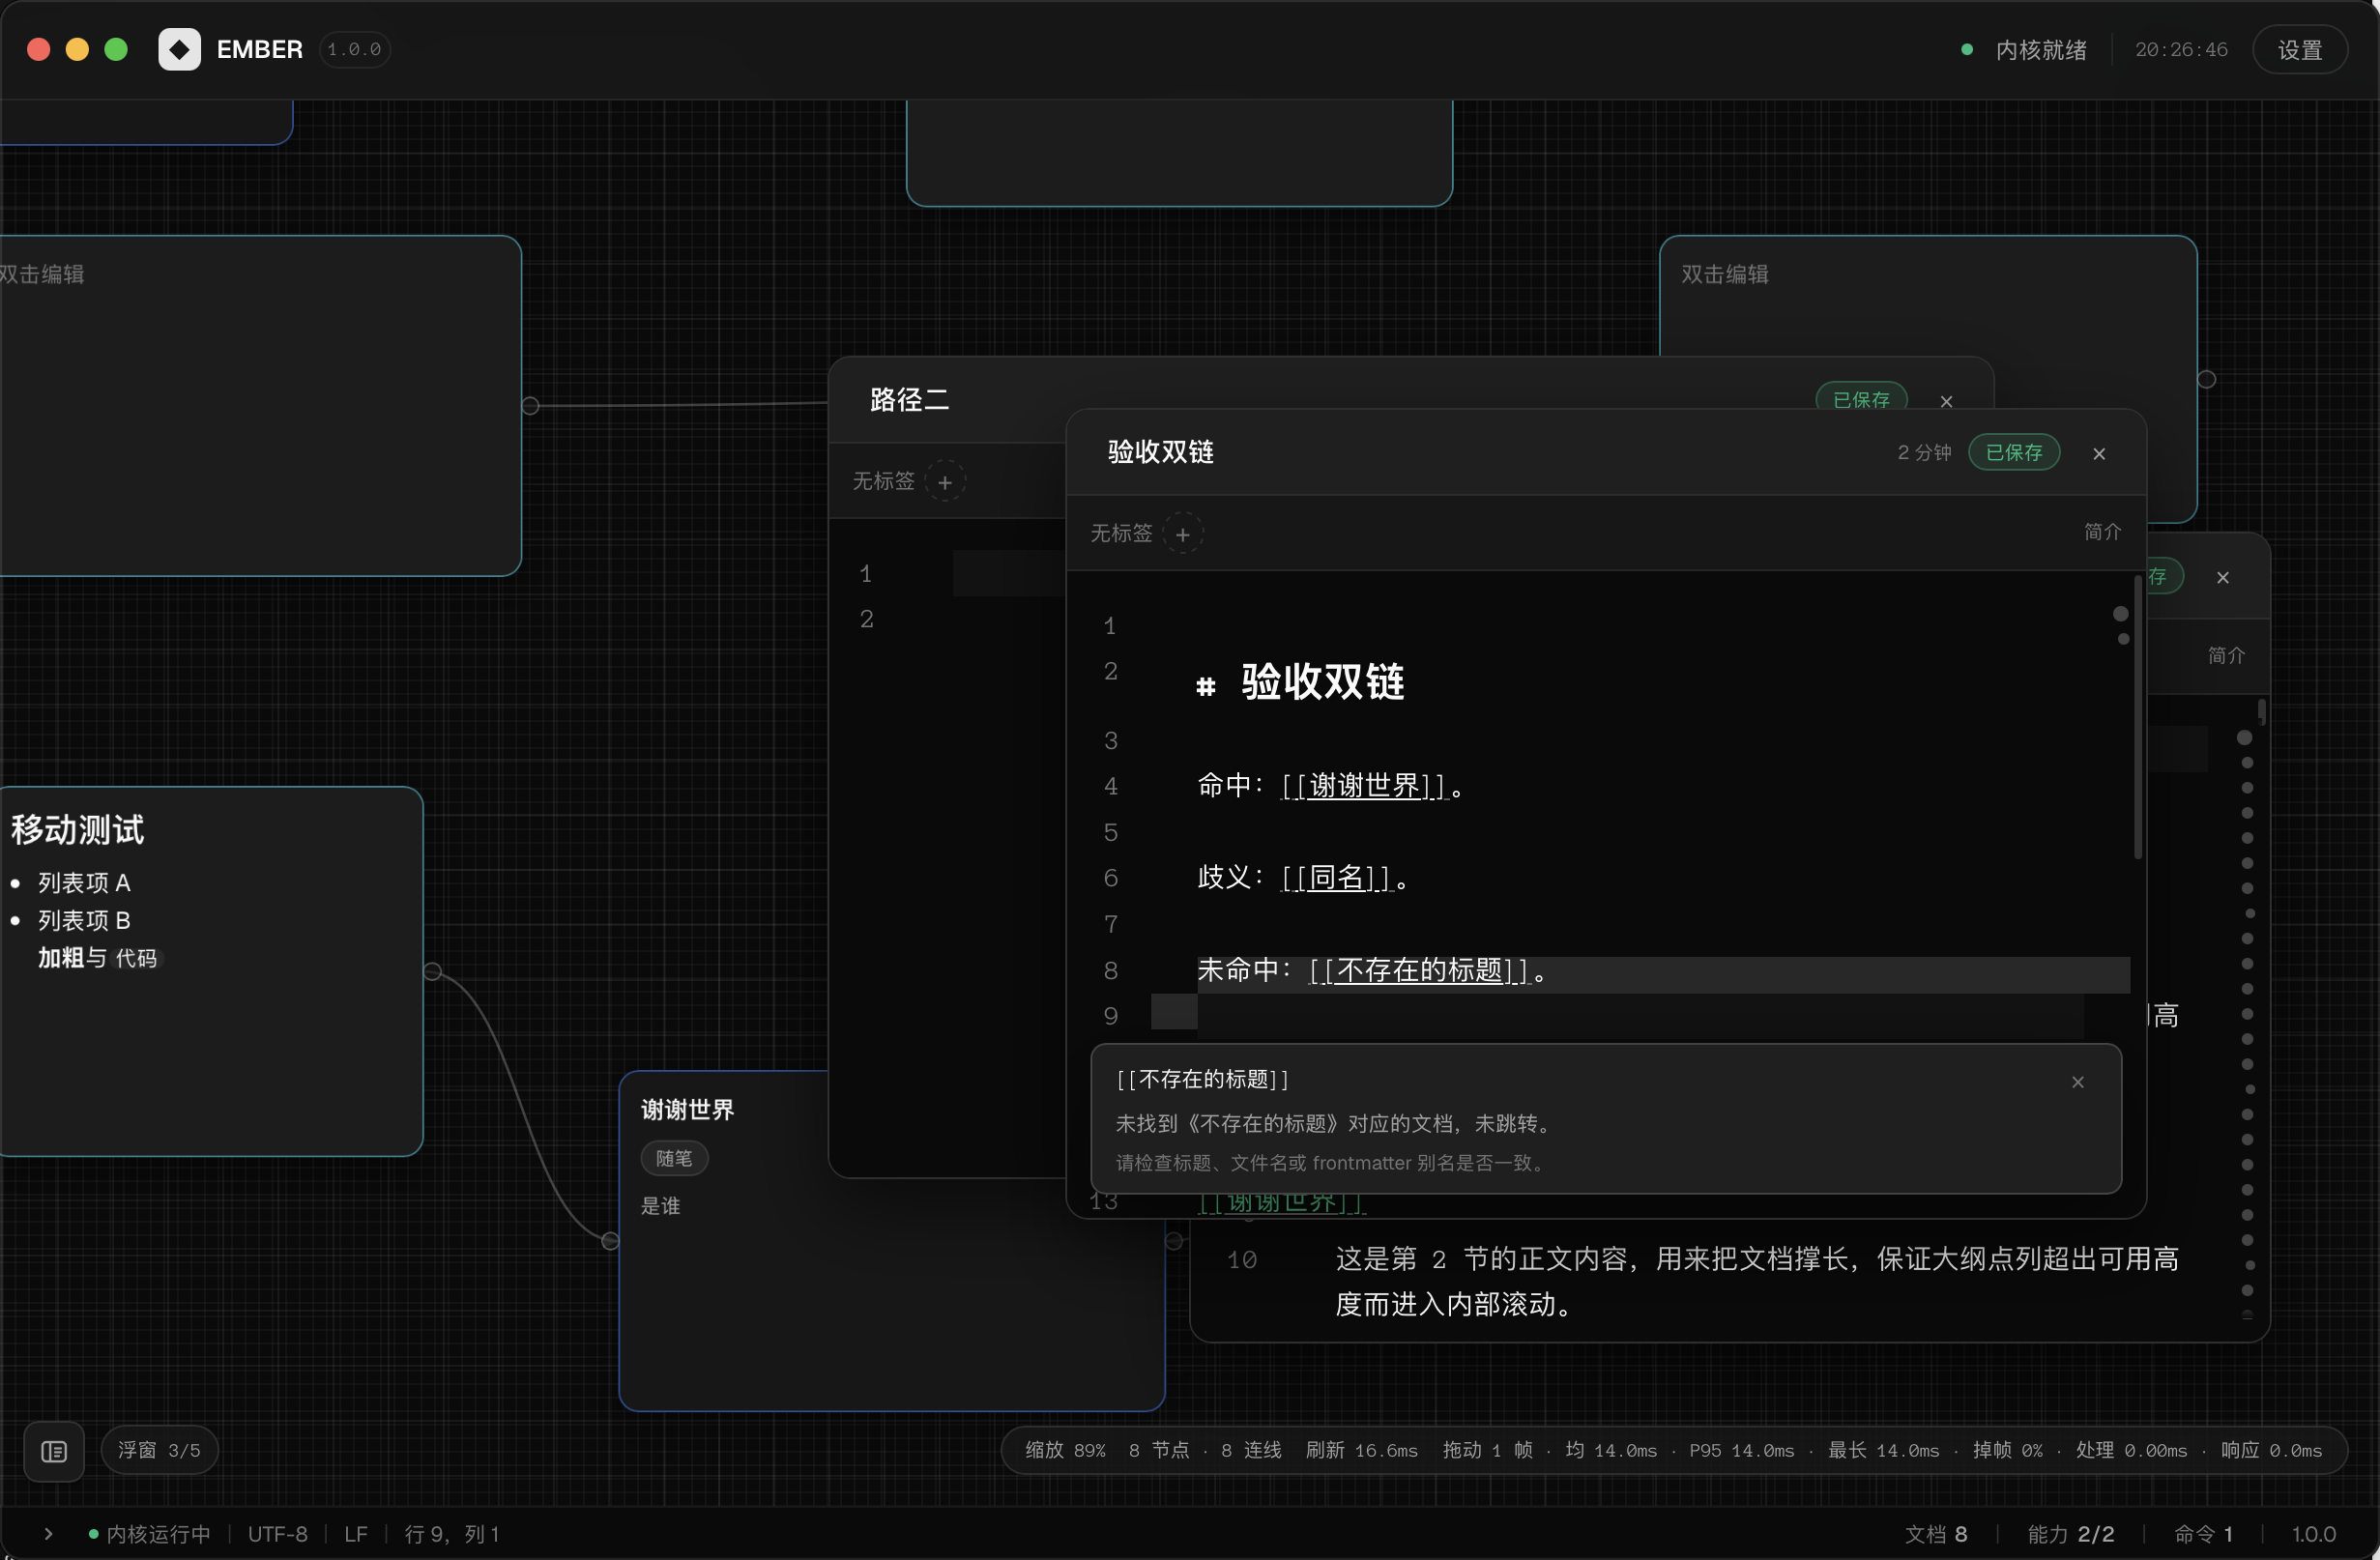 EMBER 1.0.0
内核就绪 20:26:46 设置
双击编辑
双击编辑
路径二 已保存 ×
无标签 +
1
2
验收双链 2 分钟 已保存 ×
无标签 + 简介
1
2 # 验收双链
3
4 命中：[[谢谢世界]]。
5
6 歧义：[[同名]]。
7
8 未命中：[[不存在的标题]]。
9
[[不存在的标题]] ×
未找到《不存在的标题》对应的文档，未跳转。
请检查标题、文件名或 frontmatter 别名是否一致。
13 [[谢谢世界]]
存 ×
简介
高
10 这是第 2 节的正文内容，用来把文档撑长，保证大纲点列超出可用高
度而进入内部滚动。
移动测试
• 列表项 A
• 列表项 B
加粗与 代码
谢谢世界
随笔
是谁
浮窗 3/5
缩放 89% 8 节点 · 8 连线 刷新 16.6ms 拖动 1 帧 · 均 14.0ms · P95 14.0ms · 最长 14.0ms · 掉帧 0% · 处理 0.00ms · 响应 0.0ms
内核运行中 UTF-8 LF 行 9，列 1
文档 8 能力 2/2 命令 1 1.0.0